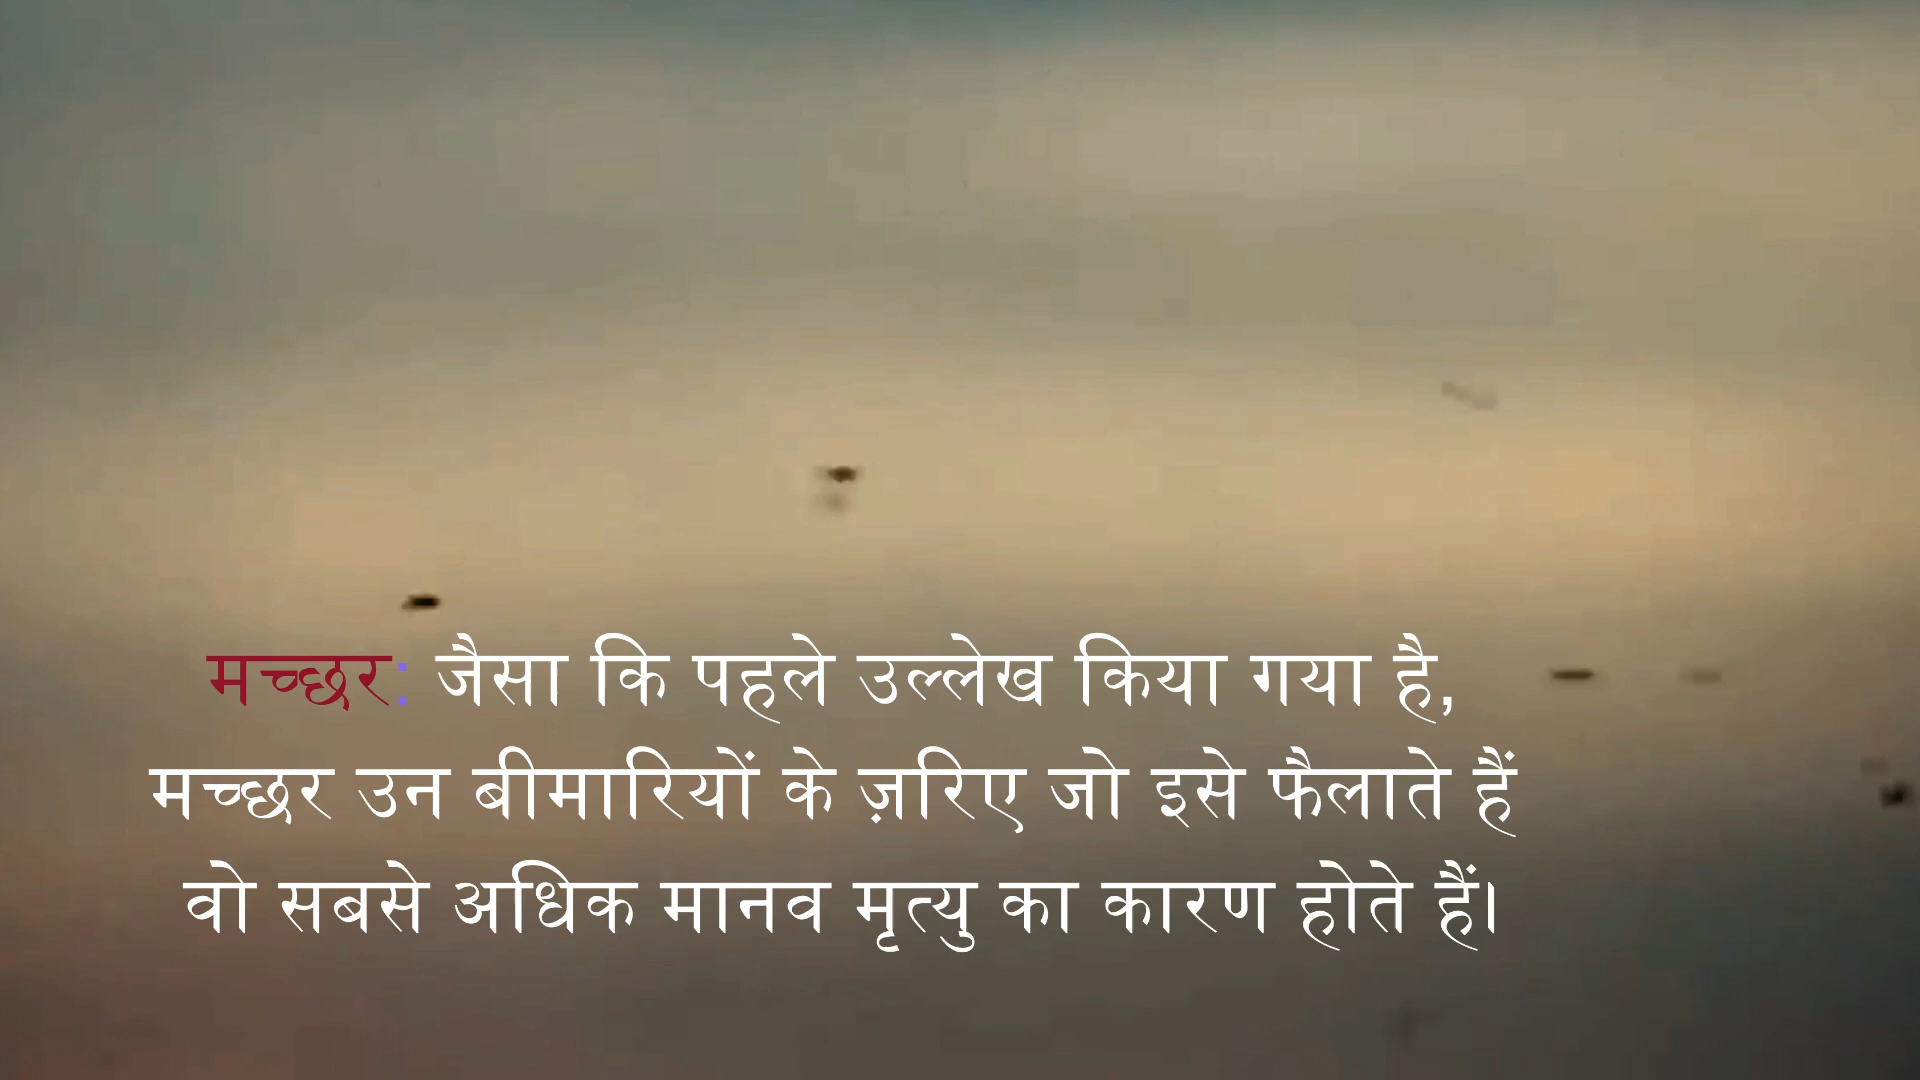 मच्छर: जैसा कि पहले उल्लेख किया गया है,
मच्छर उन बीमारियों के ज़रिए जो इसे फैलाते हैं
वो सबसे अधिक मानव मृत्यु का कारण होते हैं।